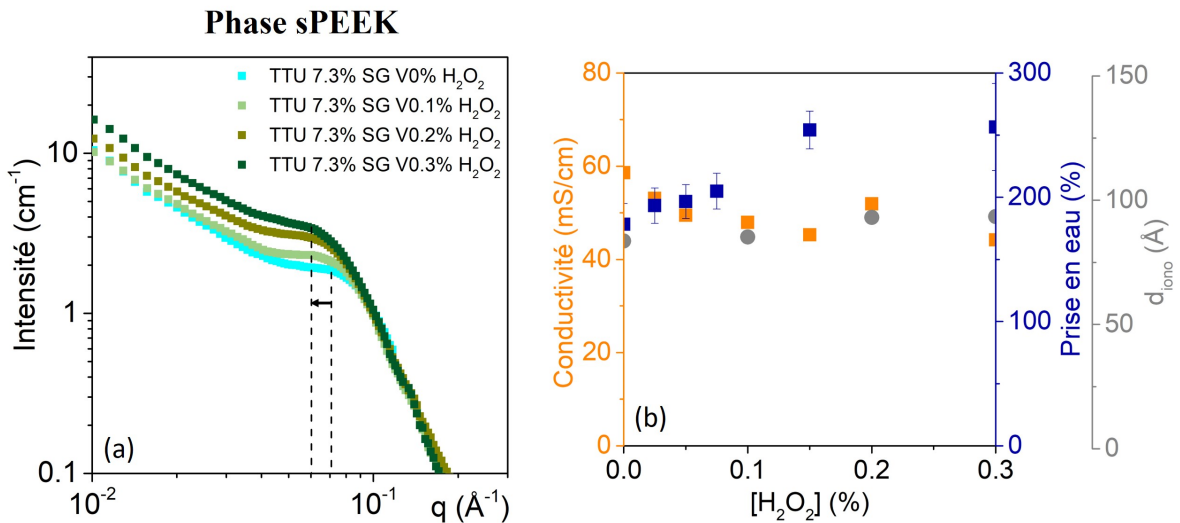 Phase sPEEK
TTU 7.3% SG V0% H₂O₂
TTU 7.3% SG V0.1% H₂O₂
TTU 7.3% SG V0.2% H₂O₂
TTU 7.3% SG V0.3% H₂O₂
Intensité (cm⁻¹)
10
1
0.1
(a)
10⁻²
10⁻¹
q (Å⁻¹)
Conductivité (mS/cm)
80
60
40
20
0
(b)
0.0
0.1
0.2
0.3
[H₂O₂] (%)
300
200
100
0
Prise en eau (%)
150
100
50
0
d_iono (Å)